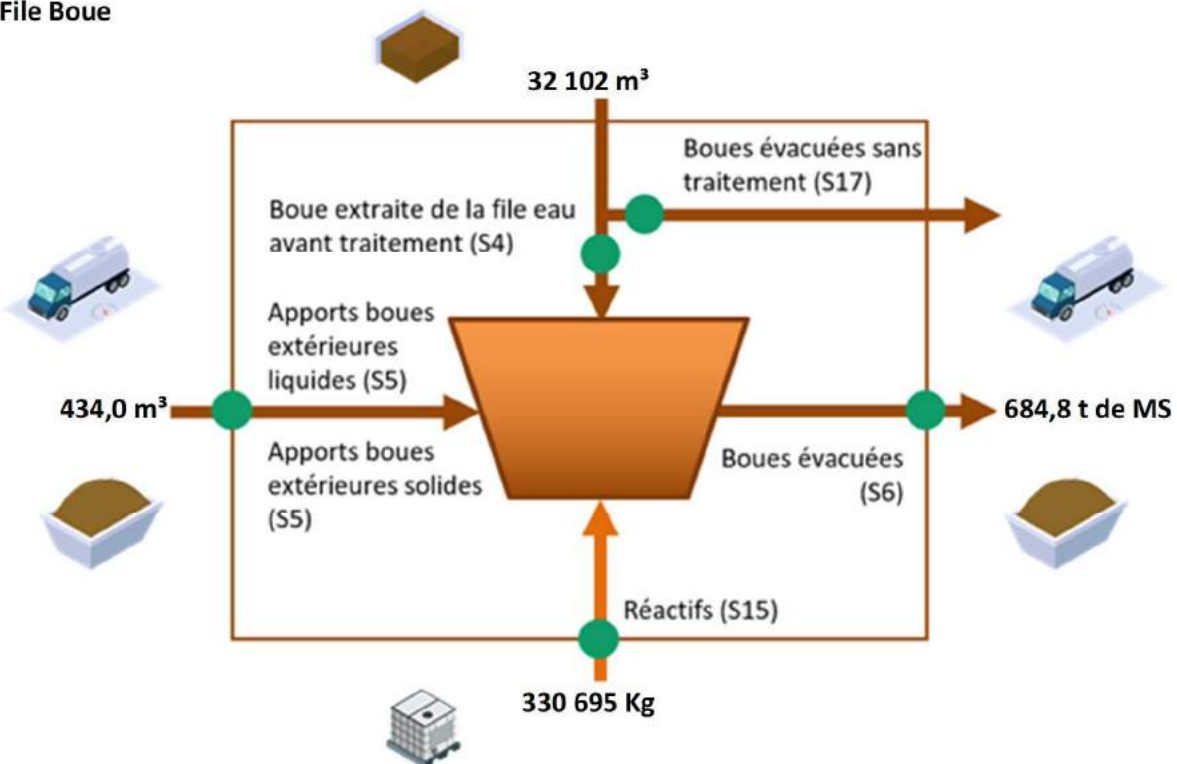 File Boue
32 102 m³
Boues évacuées sans
traitement (S17)
Boue extraite de la file eau
avant traitement (S4)
Apports boues
extérieures
liquides (S5)
434,0 m³
684,8 t de MS
Apports boues
extérieures solides
(S5)
Boues évacuées
(S6)
Réactifs (S15)
330 695 Kg